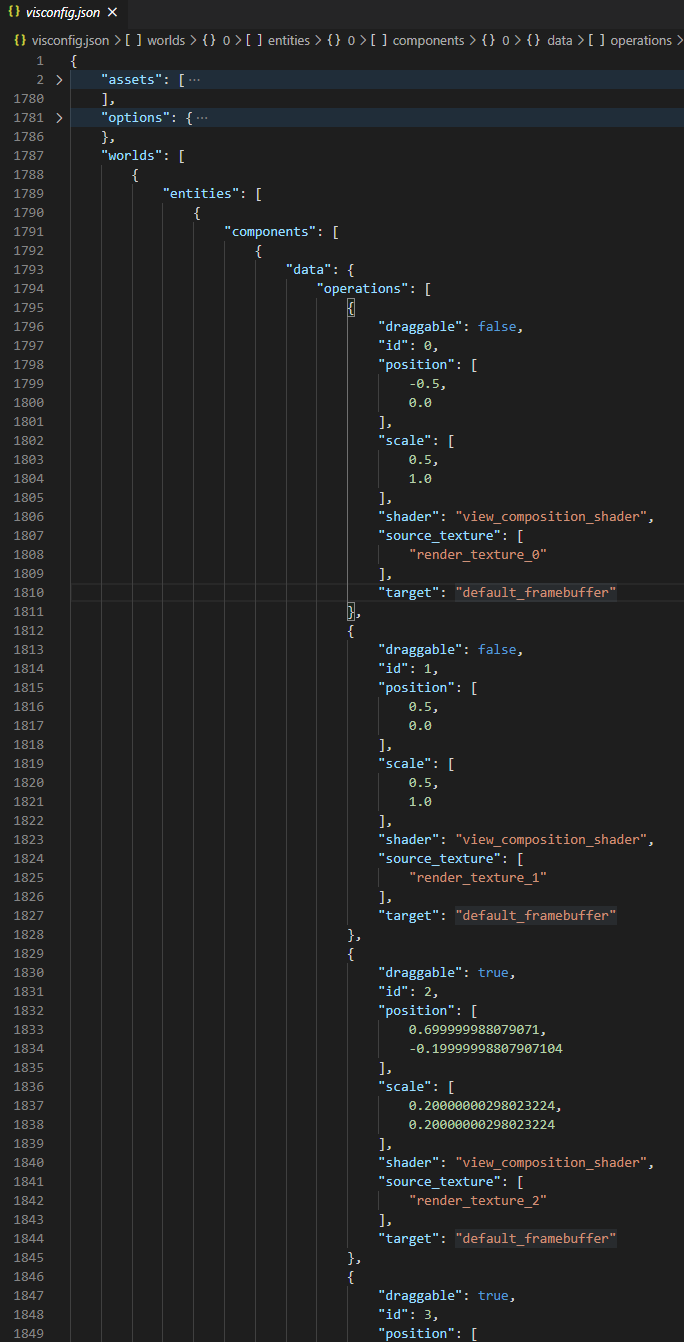 {} visconfig.json ×
{} visconfig.json > [ ] worlds > {} 0 > [ ] entities > {} 0 > [ ] components > {} 0 > {} data > [ ] operations >
1 {
2 > "assets": [ ···
1780 ],
1781 > "options": { ···
1786 },
1787 "worlds": [
1788 {
1789 "entities": [
1790 {
1791 "components": [
1792 {
1793 "data": {
1794 "operations": [
1795 {
1796 "draggable": false,
1797 "id": 0,
1798 "position": [
1799 -0.5,
1800 0.0
1801 ],
1802 "scale": [
1803 0.5,
1804 1.0
1805 ],
1806 "shader": "view_composition_shader",
1807 "source_texture": [
1808 "render_texture_0"
1809 ],
1810 "target": "default_framebuffer"
1811 },
1812 {
1813 "draggable": false,
1814 "id": 1,
1815 "position": [
1816 0.5,
1817 0.0
1818 ],
1819 "scale": [
1820 0.5,
1821 1.0
1822 ],
1823 "shader": "view_composition_shader",
1824 "source_texture": [
1825 "render_texture_1"
1826 ],
1827 "target": "default_framebuffer"
1828 },
1829 {
1830 "draggable": true,
1831 "id": 2,
1832 "position": [
1833 0.699999988079071,
1834 -0.19999998807907104
1835 ],
1836 "scale": [
1837 0.20000000298023224,
1838 0.20000000298023224
1839 ],
1840 "shader": "view_composition_shader",
1841 "source_texture": [
1842 "render_texture_2"
1843 ],
1844 "target": "default_framebuffer"
1845 },
1846 {
1847 "draggable": true,
1848 "id": 3,
1849 "position": [